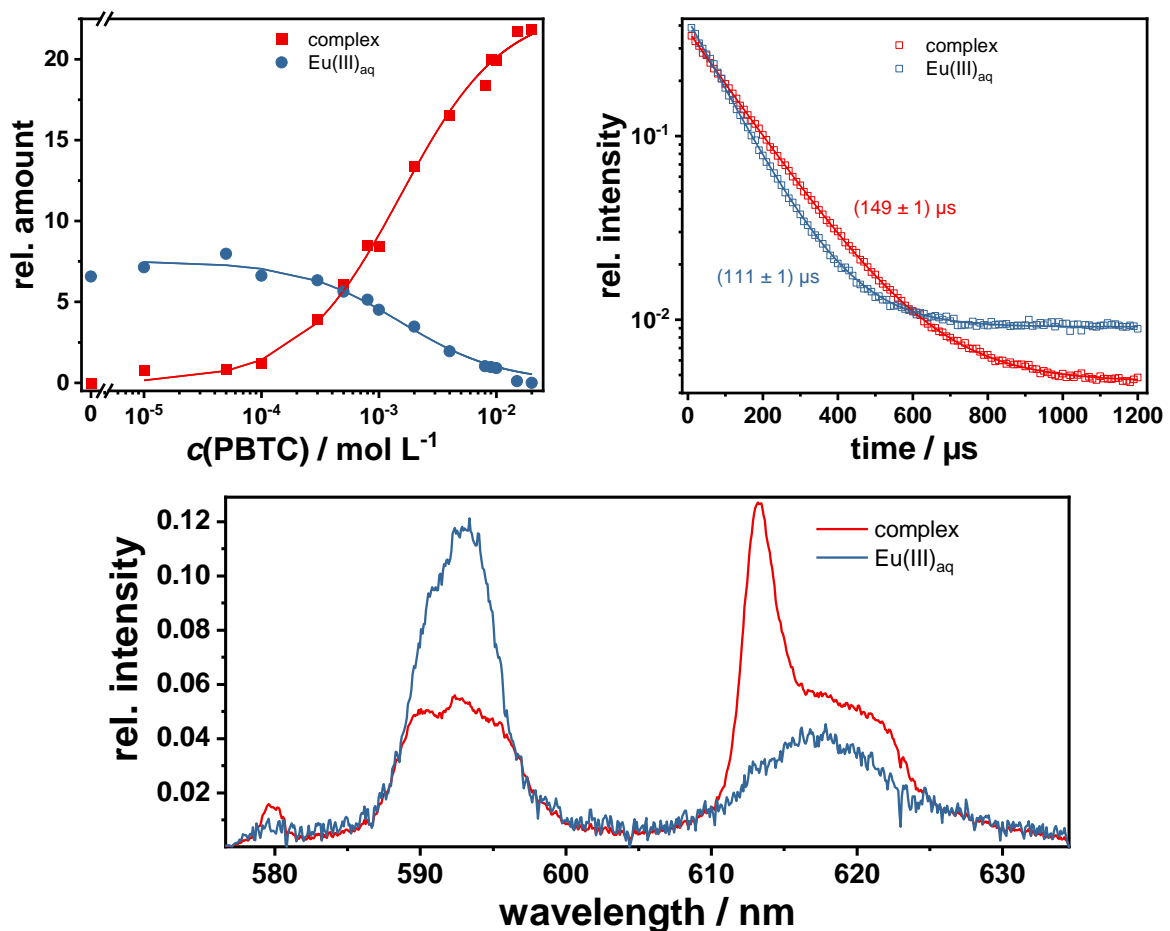 complex
Eu(III)aq
rel. amount
20
15
10
5
0
0 10-5 10-4 10-3 10-2
c(PBTC) / mol L-1
complex
Eu(III)aq
rel. intensity
10-1
10-2
(149 ± 1) µs
(111 ± 1) µs
0 200 400 600 800 1000 1200
time / µs
complex
Eu(III)aq
rel. intensity
0.12
0.10
0.08
0.06
0.04
0.02
580 590 600 610 620 630
wavelength / nm